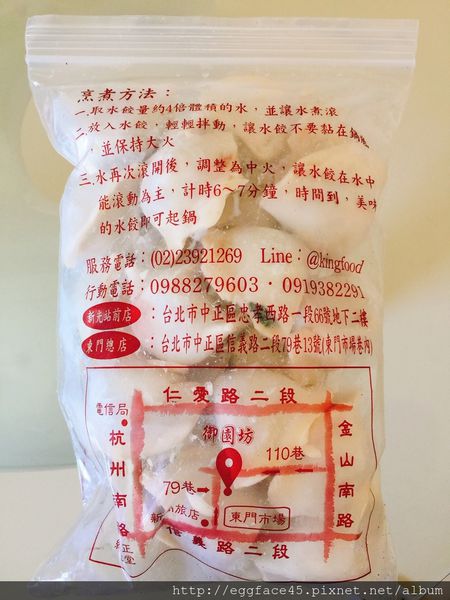 烹煮方法：
一.取水餃量約4倍體積的水，並讓水煮滾
二.放入水餃，輕輕拌動，讓水餃不要黏在鍋底
，並保持大火
三.水再次滾開後，調整為中火，讓水餃在水中
能滾動為主，計時6～7分鐘，時間到，美味
的水餃即可起鍋
服務電話：(02)23921269 Line：@kingfood
行動電話：0988279603．0919382291
新光站前店：台北市中正區忠孝西路一段66號地下二樓
東門總店：台北市中正區信義路二段79巷13號(東門市場巷內)
仁愛路二段
電信局
杭州南路
御園坊
110巷
金山南路
79巷→
旅店
東門市場
信義路二段
http://eggface45.pixnet.net/album